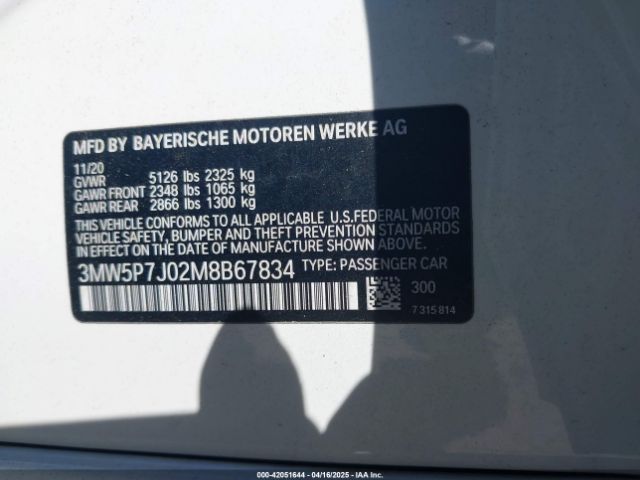 MFD BY BAYERISCHE MOTOREN WERKE AG
11/20
GVWR 5126 lbs 2325 kg
GAWR FRONT 2348 lbs 1065 kg
GAWR REAR 2866 lbs 1300 kg
THIS VEHICLE CONFORMS TO ALL APPLICABLE U.S.FEDERAL MOTOR
VEHICLE SAFETY, BUMPER AND THEFT PREVENTION STANDARDS
IN EFFECT ON THE DATE OF MANUFACTURE SHOWN ABOVE.
3MW5P7J02M8B67834 TYPE: PASSENGER CAR
300
7 315 814
000-42051644 - 04/16/2025 - IAA Inc.